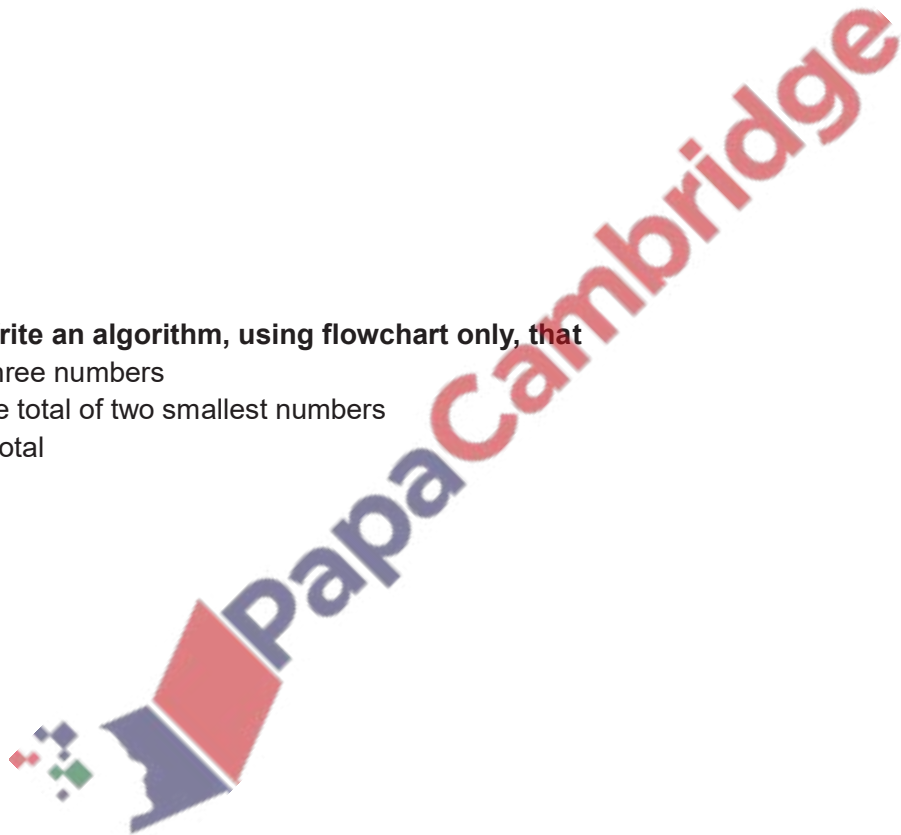 rite an algorithm, using flowchart only, that
hree numbers
e total of two smallest numbers
otal
PapaCambridge